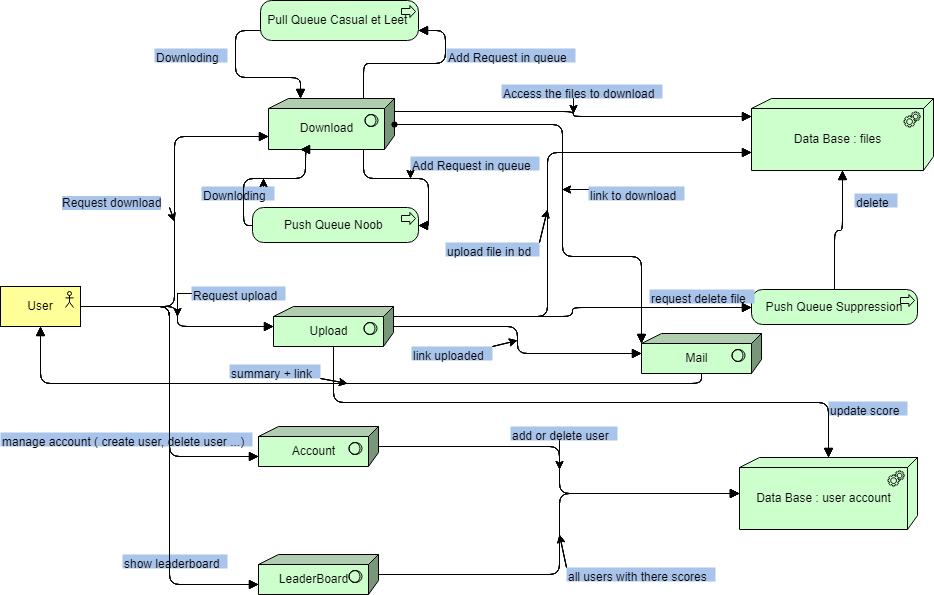 Pull Queue Casual et Leet
Downloding
Add Request in queue
Access the files to download
Download
Data Base : files
Add Request in queue
Downloding
link to download
Request download
delete
Push Queue Noob
upload file in bd
Request upload
request delete file
User
Push Queue Suppression
Upload
link uploaded
Mail
summary + link
update score
add or delete user
manage account ( create user, delete user ...)
Account
Data Base : user account
show leaderboard
LeaderBoard
all users with there scores